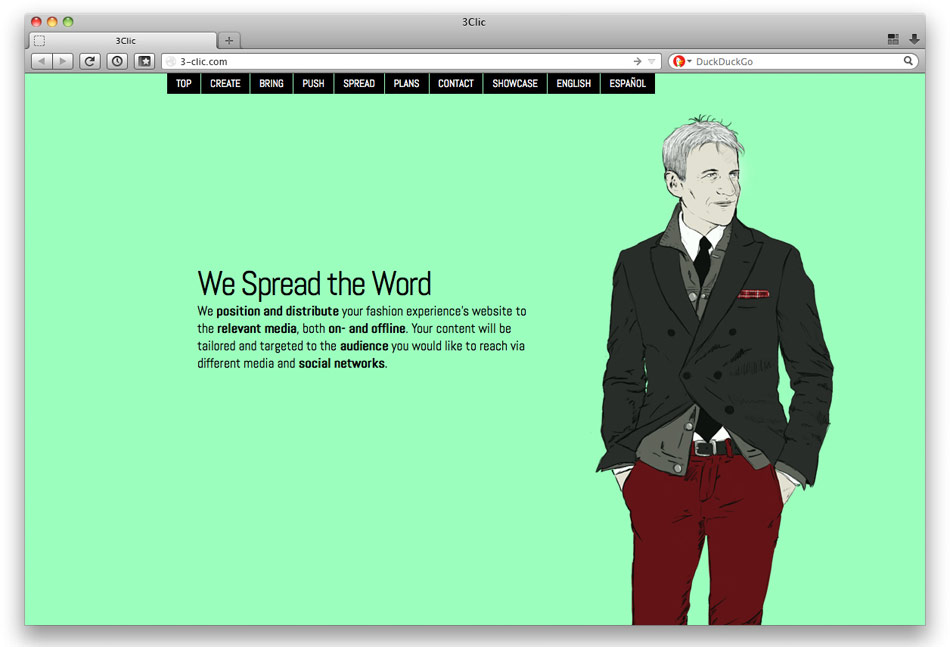 3Clic
3Clic
3-clic.com
DuckDuckGo
TOP CREATE BRING PUSH SPREAD PLANS CONTACT SHOWCASE ENGLISH ESPAÑOL
We Spread the Word
We position and distribute your fashion experience's website to
the relevant media, both on- and offline. Your content will be
tailored and targeted to the audience you would like to reach via
different media and social networks.